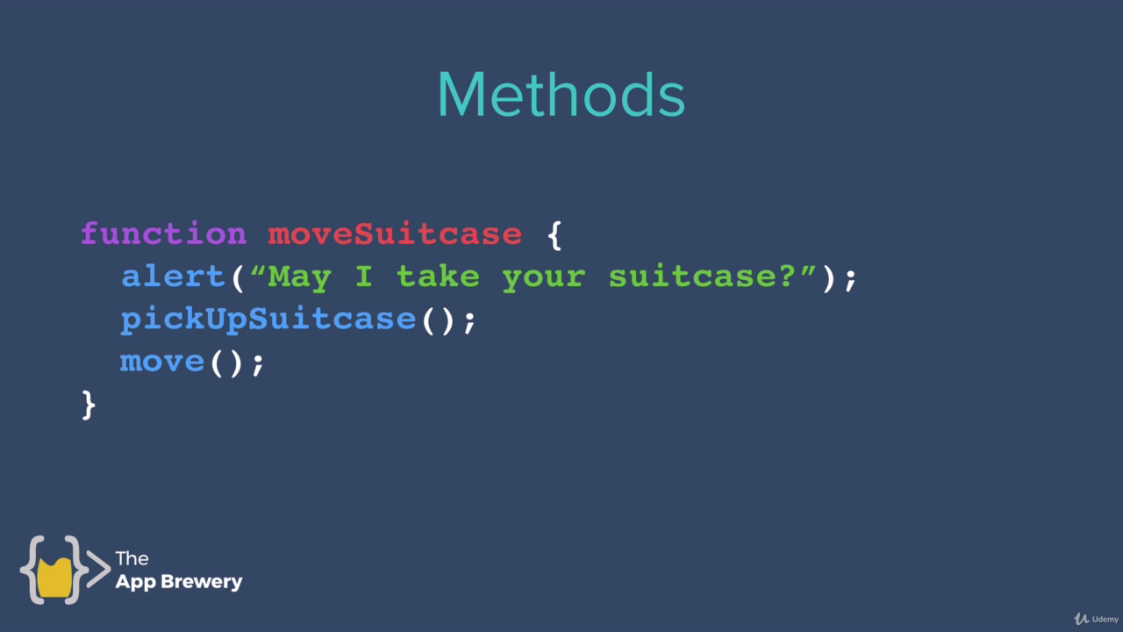 Methods
function moveSuitcase {
  alert(“May I take your suitcase?”);
  pickUpSuitcase();
  move();
}
The
App Brewery
Udemy